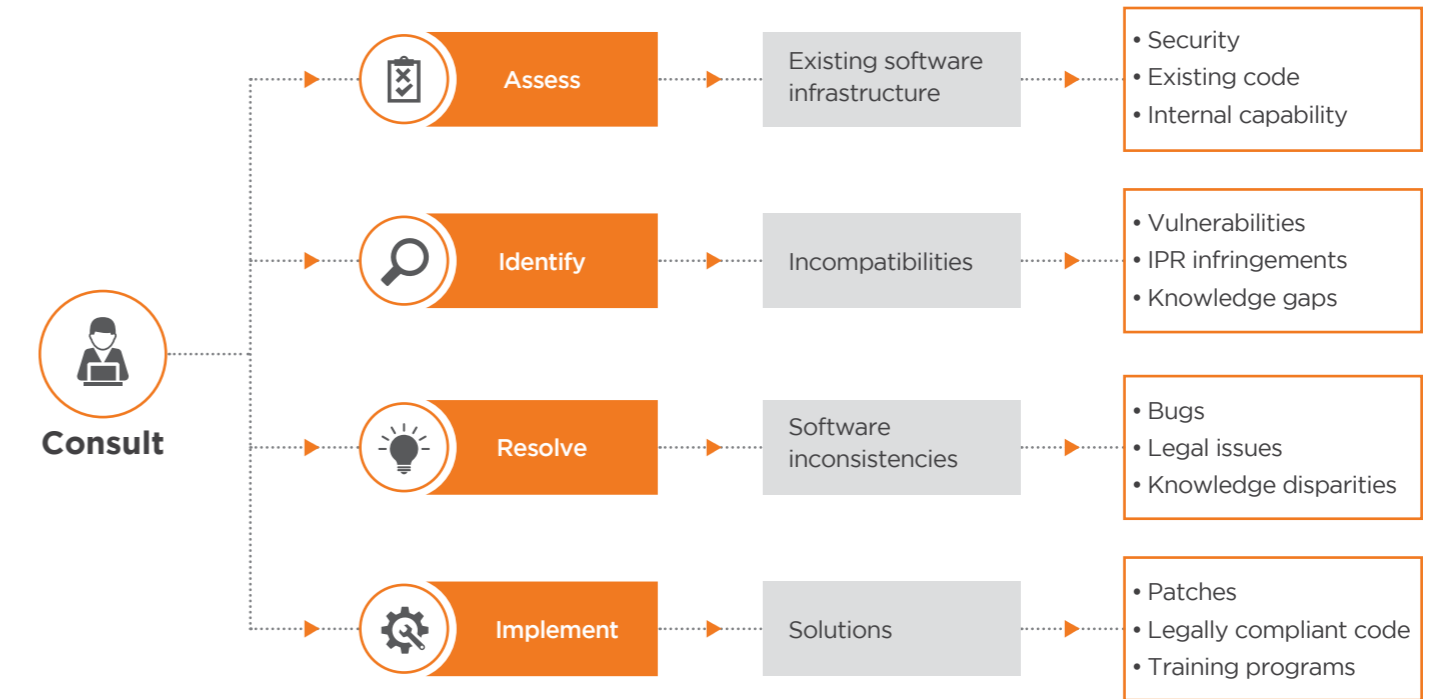 Consult
Assess
Existing software
infrastructure
• Security
• Existing code
• Internal capability
Identify
Incompatibilities
• Vulnerabilities
• IPR infringements
• Knowledge gaps
Resolve
Software
inconsistencies
• Bugs
• Legal issues
• Knowledge disparities
Implement
Solutions
• Patches
• Legally compliant code
• Training programs